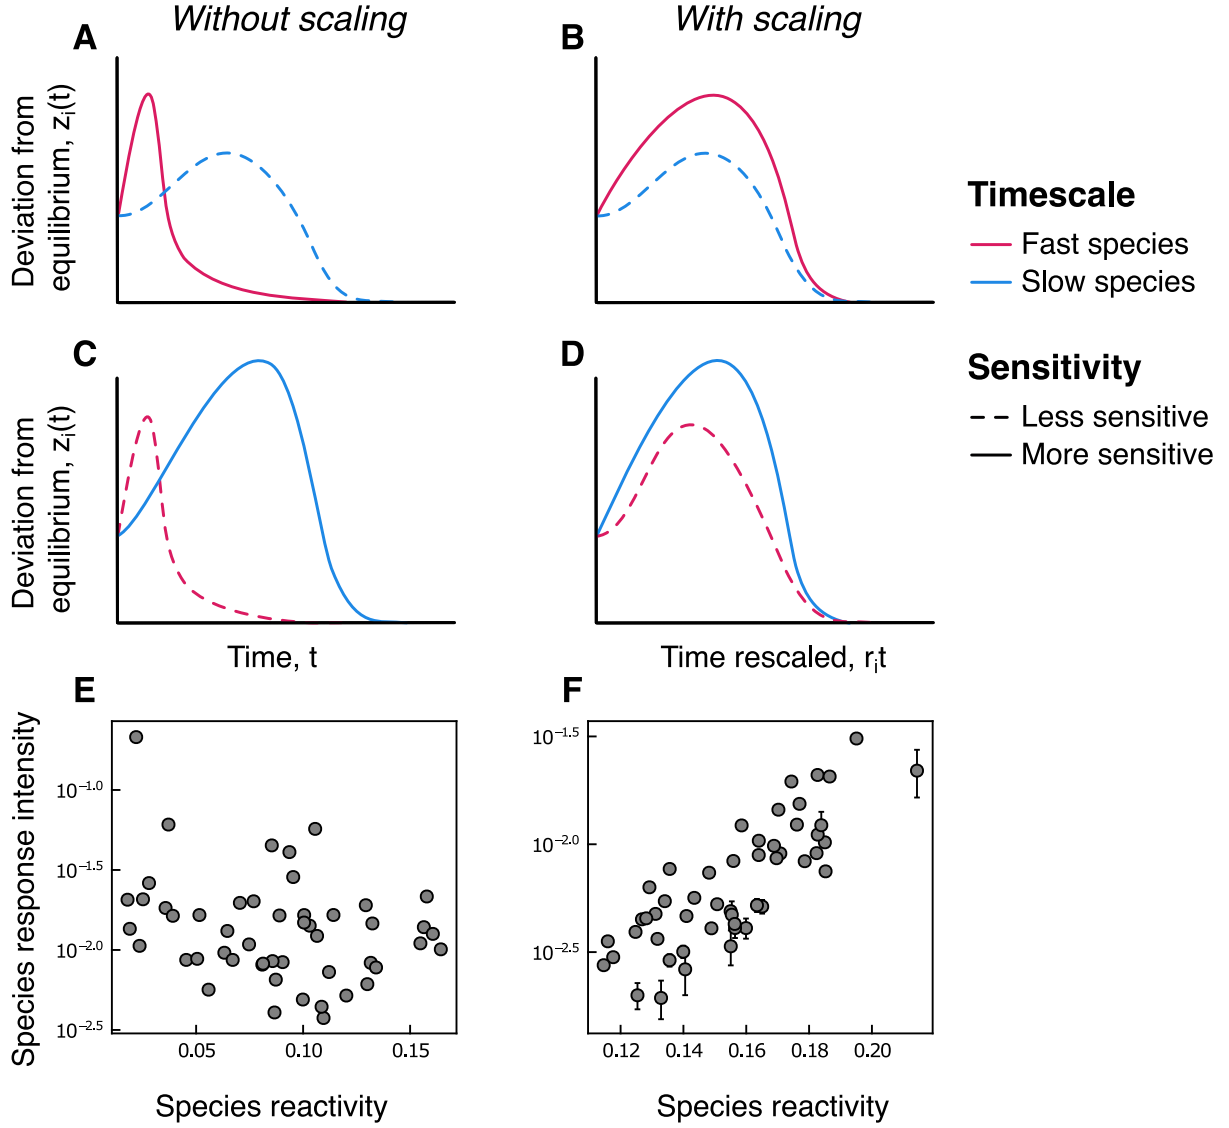 Without scaling
With scaling
A
B
Deviation from
equilibrium, z_i(t)
Timescale
Fast species
Slow species
C
D
Deviation from
equilibrium, z_i(t)
Sensitivity
Less sensitive
More sensitive
Time, t
Time rescaled, r_it
E
F
Species response intensity
10^−1.0
10^−1.5
10^−2.0
10^−2.5
0.05
0.10
0.15
Species reactivity
10^−1.5
10^−2.0
10^−2.5
0.12
0.14
0.16
0.18
0.20
Species reactivity